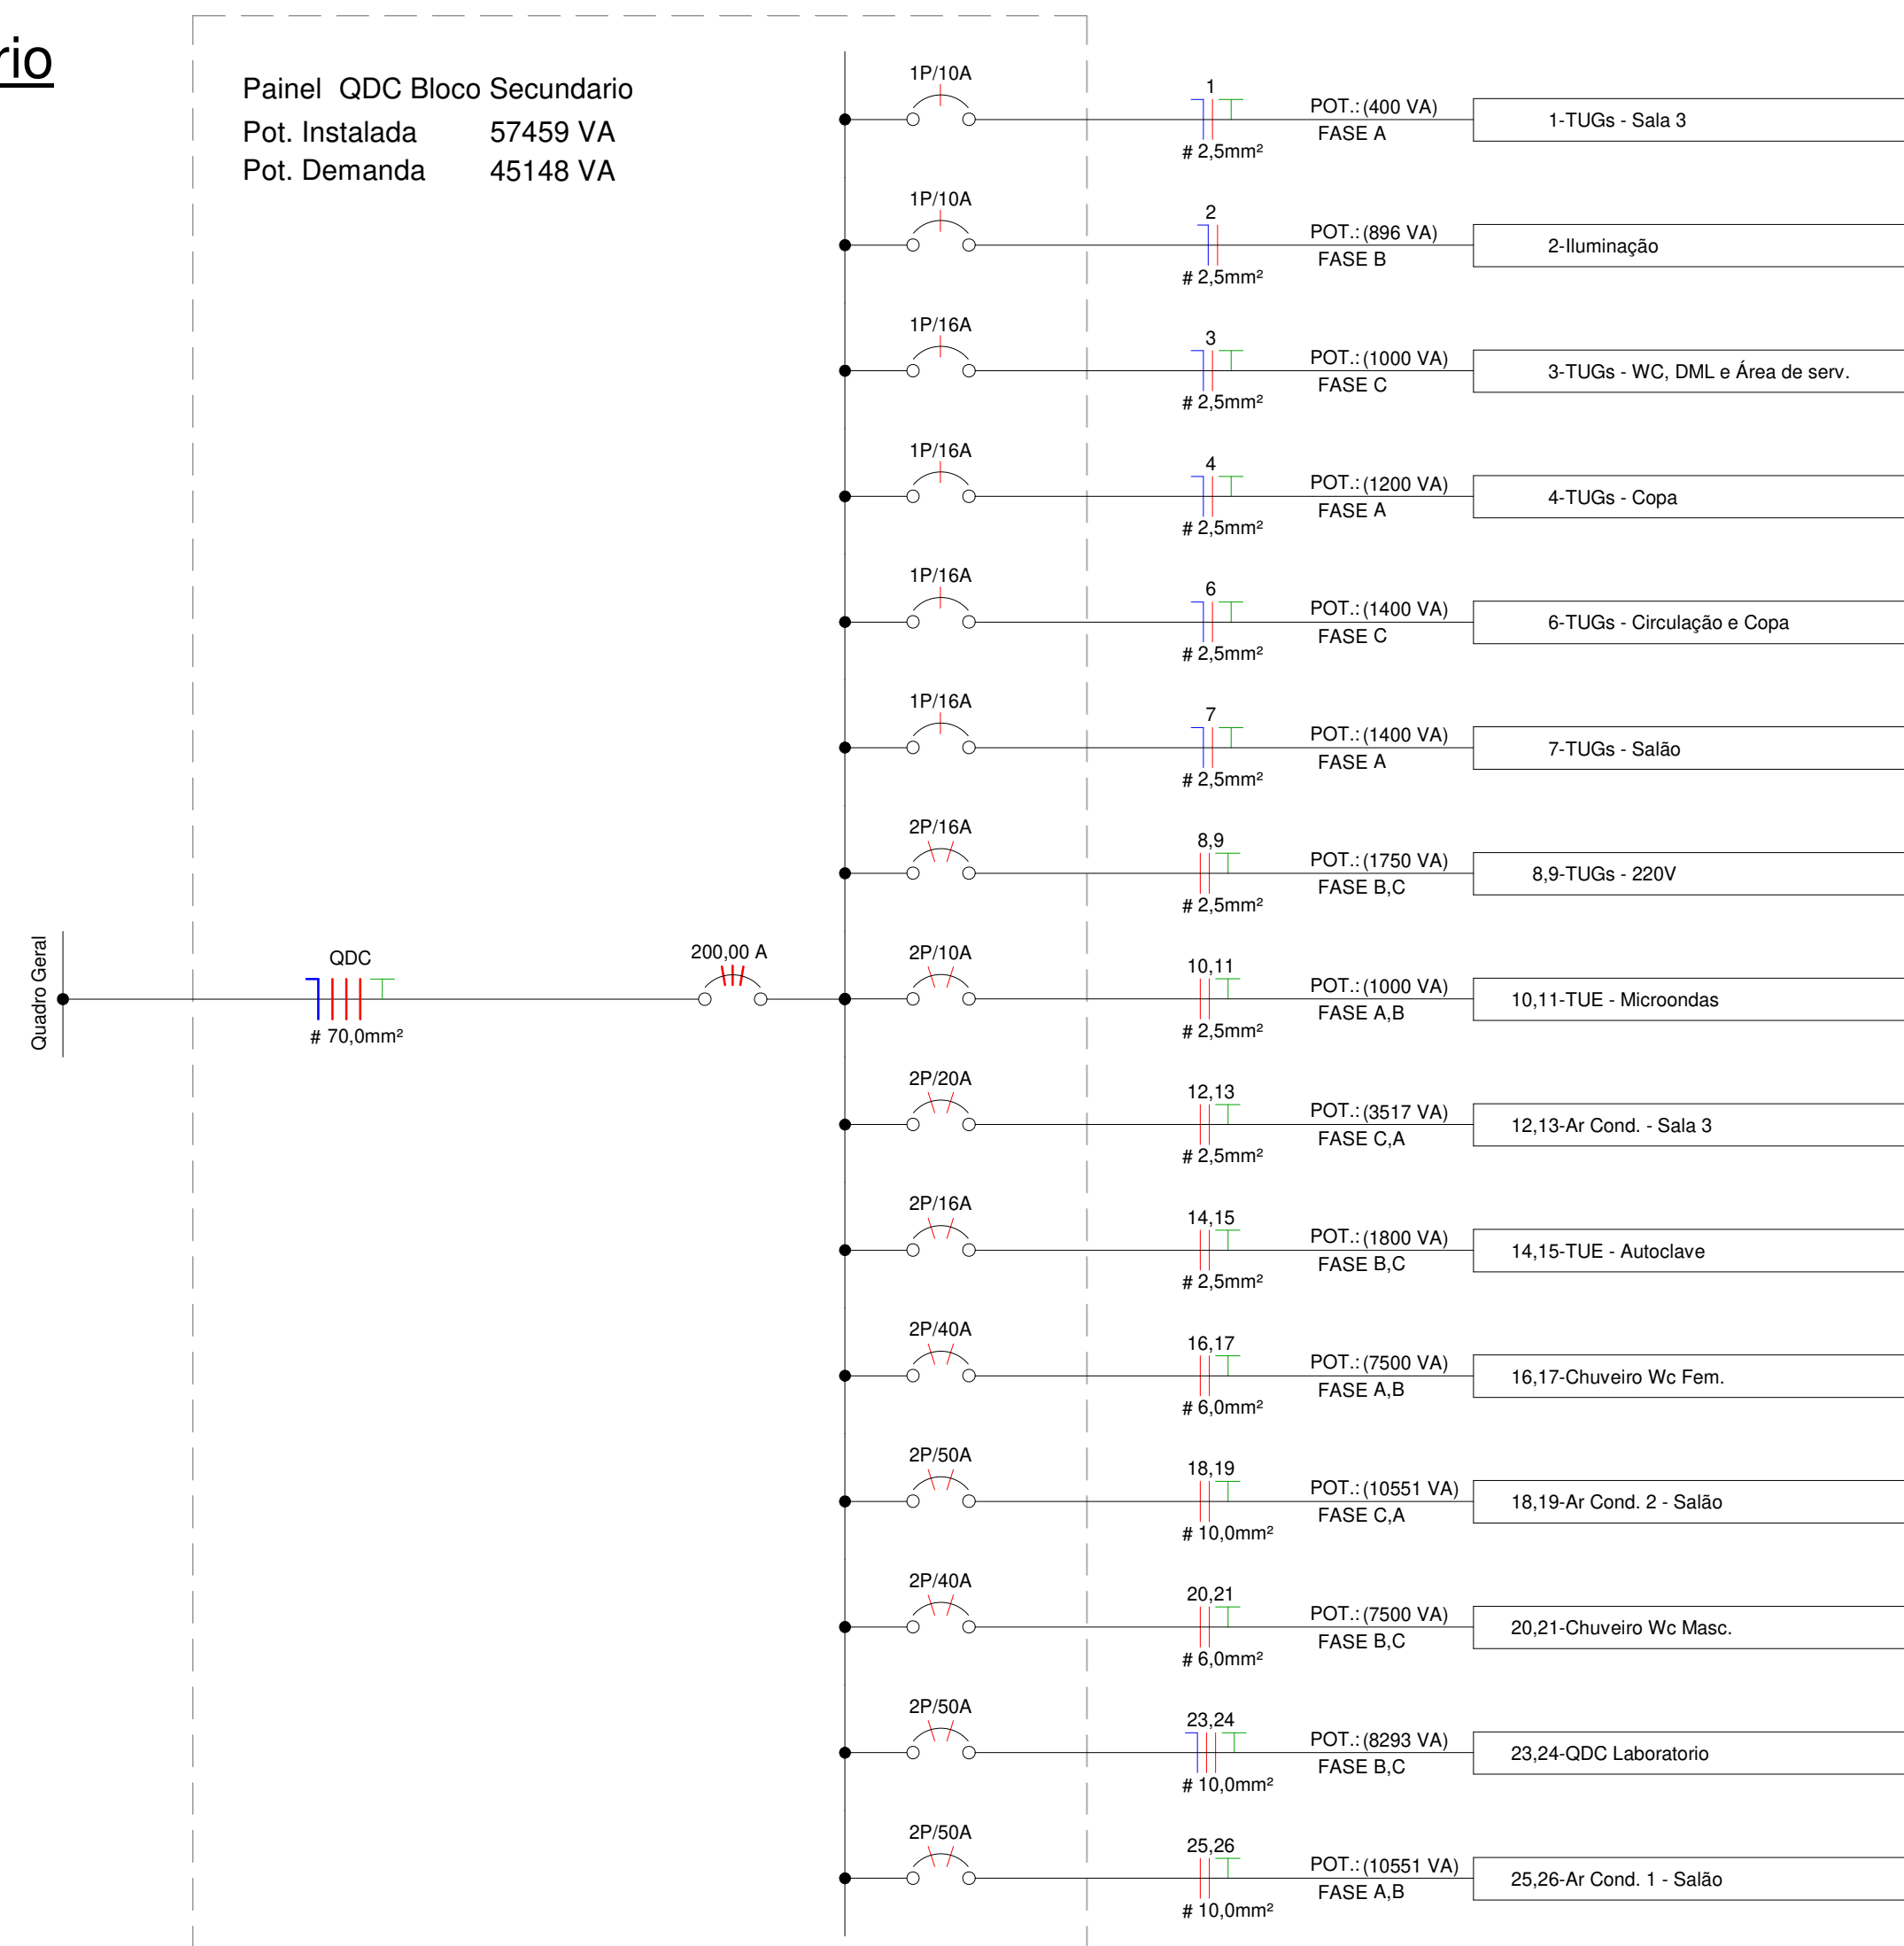 rio
Painel QDC Bloco Secundario
Pot. Instalada 57459 VA
Pot. Demanda 45148 VA
1P/10A
1
POT.: (400 VA)
FASE A
# 2,5mm²
1-TUGs - Sala 3
1P/10A
2
POT.: (896 VA)
FASE B
# 2,5mm²
2-Iluminação
1P/16A
3
POT.: (1000 VA)
FASE C
# 2,5mm²
3-TUGs - WC, DML e Área de serv.
1P/16A
4
POT.: (1200 VA)
FASE A
# 2,5mm²
4-TUGs - Copa
1P/16A
6
POT.: (1400 VA)
FASE C
# 2,5mm²
6-TUGs - Circulação e Copa
1P/16A
7
POT.: (1400 VA)
FASE A
# 2,5mm²
7-TUGs - Salão
2P/16A
8,9
POT.: (1750 VA)
FASE B,C
# 2,5mm²
8,9-TUGs - 220V
Quadro Geral
QDC
# 70,0mm²
200,00 A
2P/10A
10,11
POT.: (1000 VA)
FASE A,B
# 2,5mm²
10,11-TUE - Microondas
2P/20A
12,13
POT.: (3517 VA)
FASE C,A
# 2,5mm²
12,13-Ar Cond. - Sala 3
2P/16A
14,15
POT.: (1800 VA)
FASE B,C
# 2,5mm²
14,15-TUE - Autoclave
2P/40A
16,17
POT.: (7500 VA)
FASE A,B
# 6,0mm²
16,17-Chuveiro Wc Fem.
2P/50A
18,19
POT.: (10551 VA)
FASE C,A
# 10,0mm²
18,19-Ar Cond. 2 - Salão
2P/40A
20,21
POT.: (7500 VA)
FASE B,C
# 6,0mm²
20,21-Chuveiro Wc Masc.
2P/50A
23,24
POT.: (8293 VA)
FASE B,C
# 10,0mm²
23,24-QDC Laboratorio
2P/50A
25,26
POT.: (10551 VA)
FASE A,B
# 10,0mm²
25,26-Ar Cond. 1 - Salão